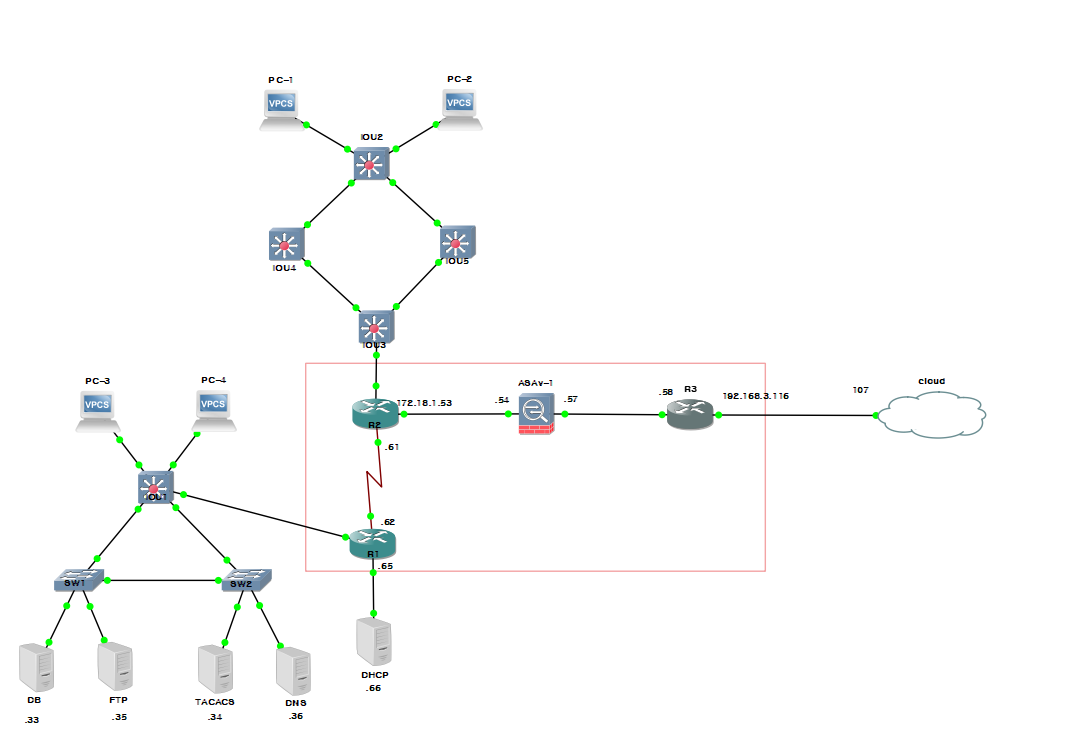 PC-1
PC-2
VPCS
VPCS
IOU2
IOU4
IOU5
IOU3
PC-3
PC-4
VPCS
VPCS
ASAv-1
R3
cloud
172.18.1.53
.54
.57
.58
192.168.3.116
107
R2
.61
IOU1
.62
R1
.65
SW1
SW2
DHCP
.66
DB
FTP
TACACS
DNS
.33
.35
.34
.36